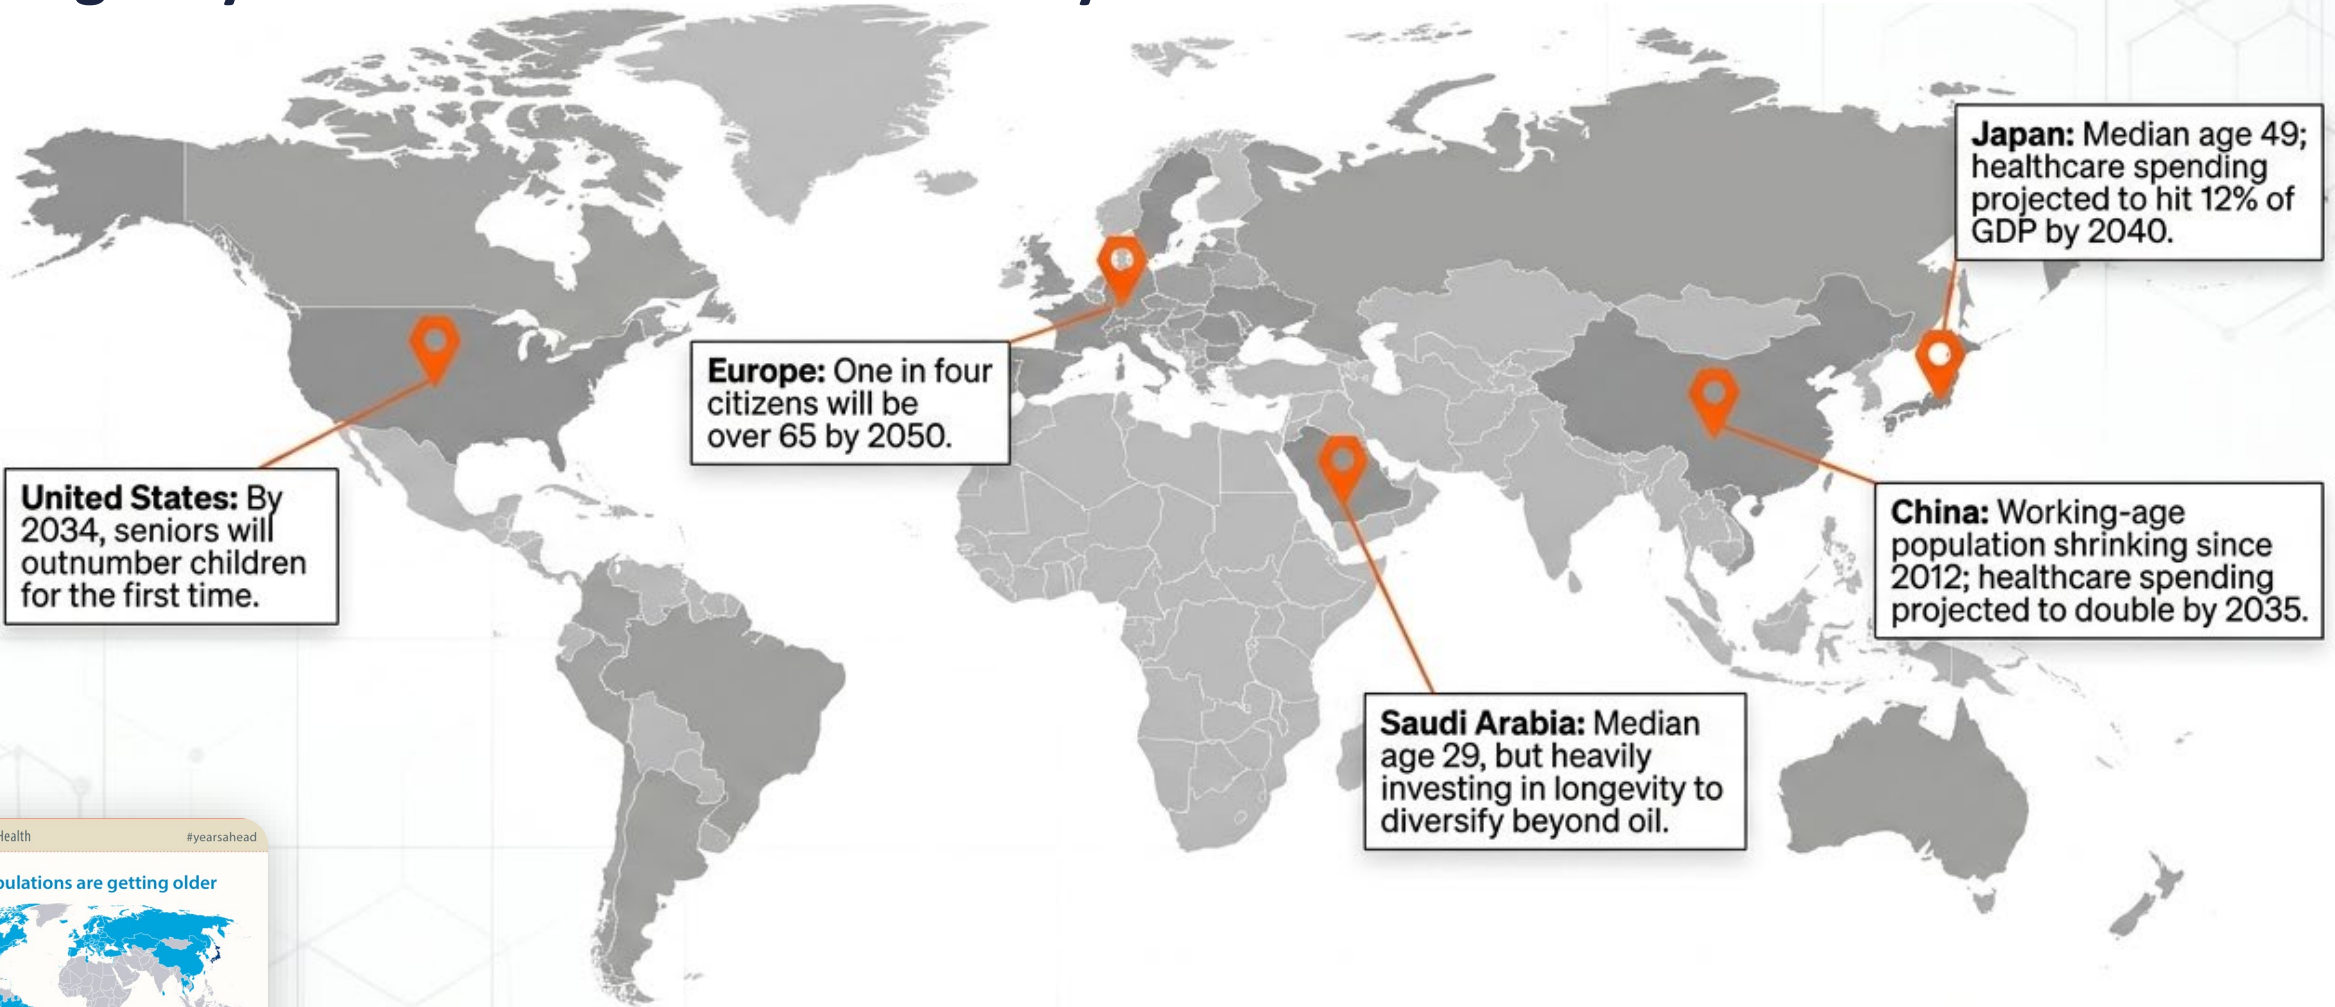 Japan: Median age 49;
healthcare spending
projected to hit 12% of
GDP by 2040.
Europe: One in four
citizens will be
over 65 by 2050.
United States: By
2034, seniors will
outnumber children
for the first time.
China: Working-age
population shrinking since
2012; healthcare spending
projected to double by 2035.
Saudi Arabia: Median
age 29, but heavily
investing in longevity to
diversify beyond oil.
Health #yearsahead
are getting older